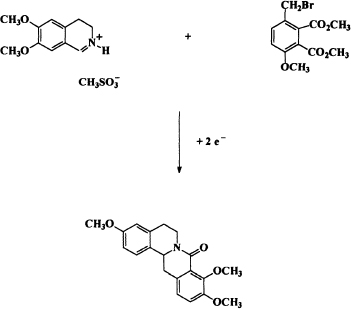 CH₂Br
CH₃O
CH₃O
N⁺
H
+
CO₂CH₃
CO₂CH₃
OCH₃
CH₃SO₃⁻
+ 2 e⁻
CH₃O
N
O
OCH₃
OCH₃